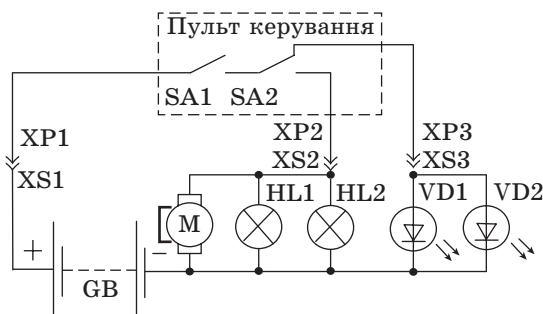 Пульт керування
SA1 SA2
XP1 XP2 XP3
XS1 XS2 XS3
HL1 HL2 VD1 VD2
M
+ −
GB